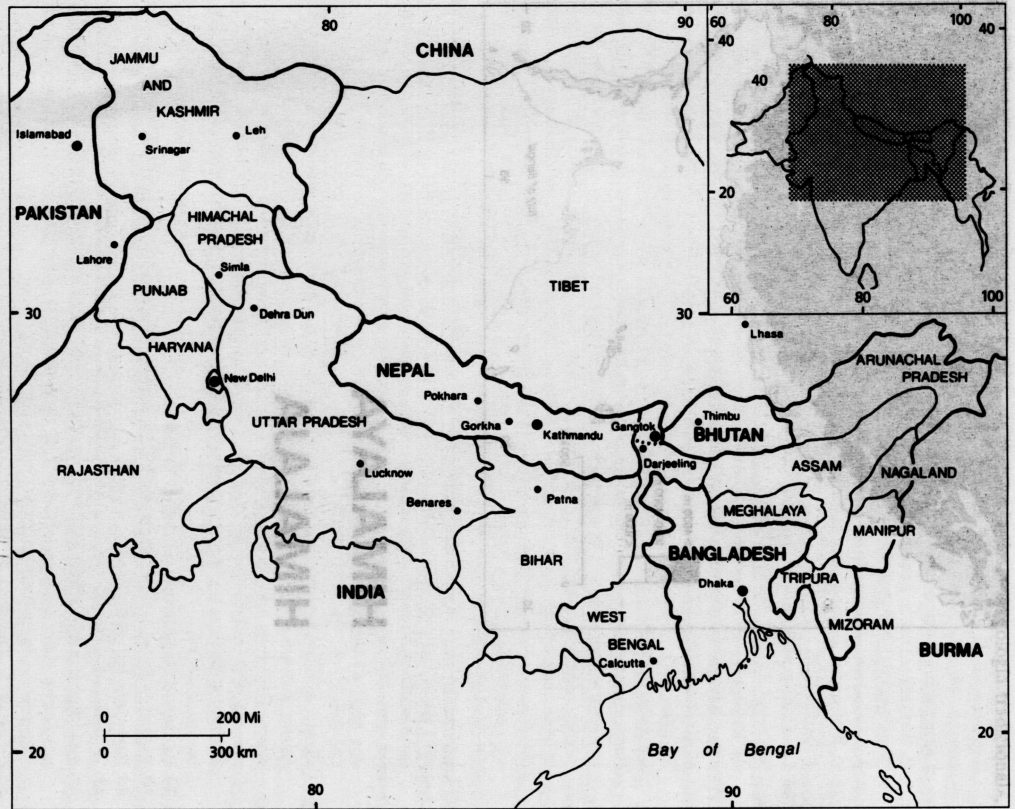 80
90
60
80
100
CHINA
40
40
JAMMU
AND
KASHMIR
40
Islamabad
Srinagar
Leh
20
20
PAKISTAN
HIMACHAL
PRADESH
Lahore
Simla
PUNJAB
TIBET
60
80
100
30
Dehra Dun
30
Lhasa
HARYANA
ARUNACHAL
PRADESH
NEPAL
New Delhi
Pokhara
Thimbu
UTTAR PRADESH
Gorkha
Kathmandu
Gangtok
BHUTAN
Darjeeling
RAJASTHAN
Lucknow
ASSAM
NAGALAND
Benares
Patna
MEGHALAYA
MANIPUR
BANGLADESH
BIHAR
Dhaka
TRIPURA
INDIA
WEST
BENGAL
MIZORAM
Calcutta
BURMA
0 200 Mi
0 300 km
20
Bay of Bengal
20
80
90
HIMALAYA
HIMALAYA